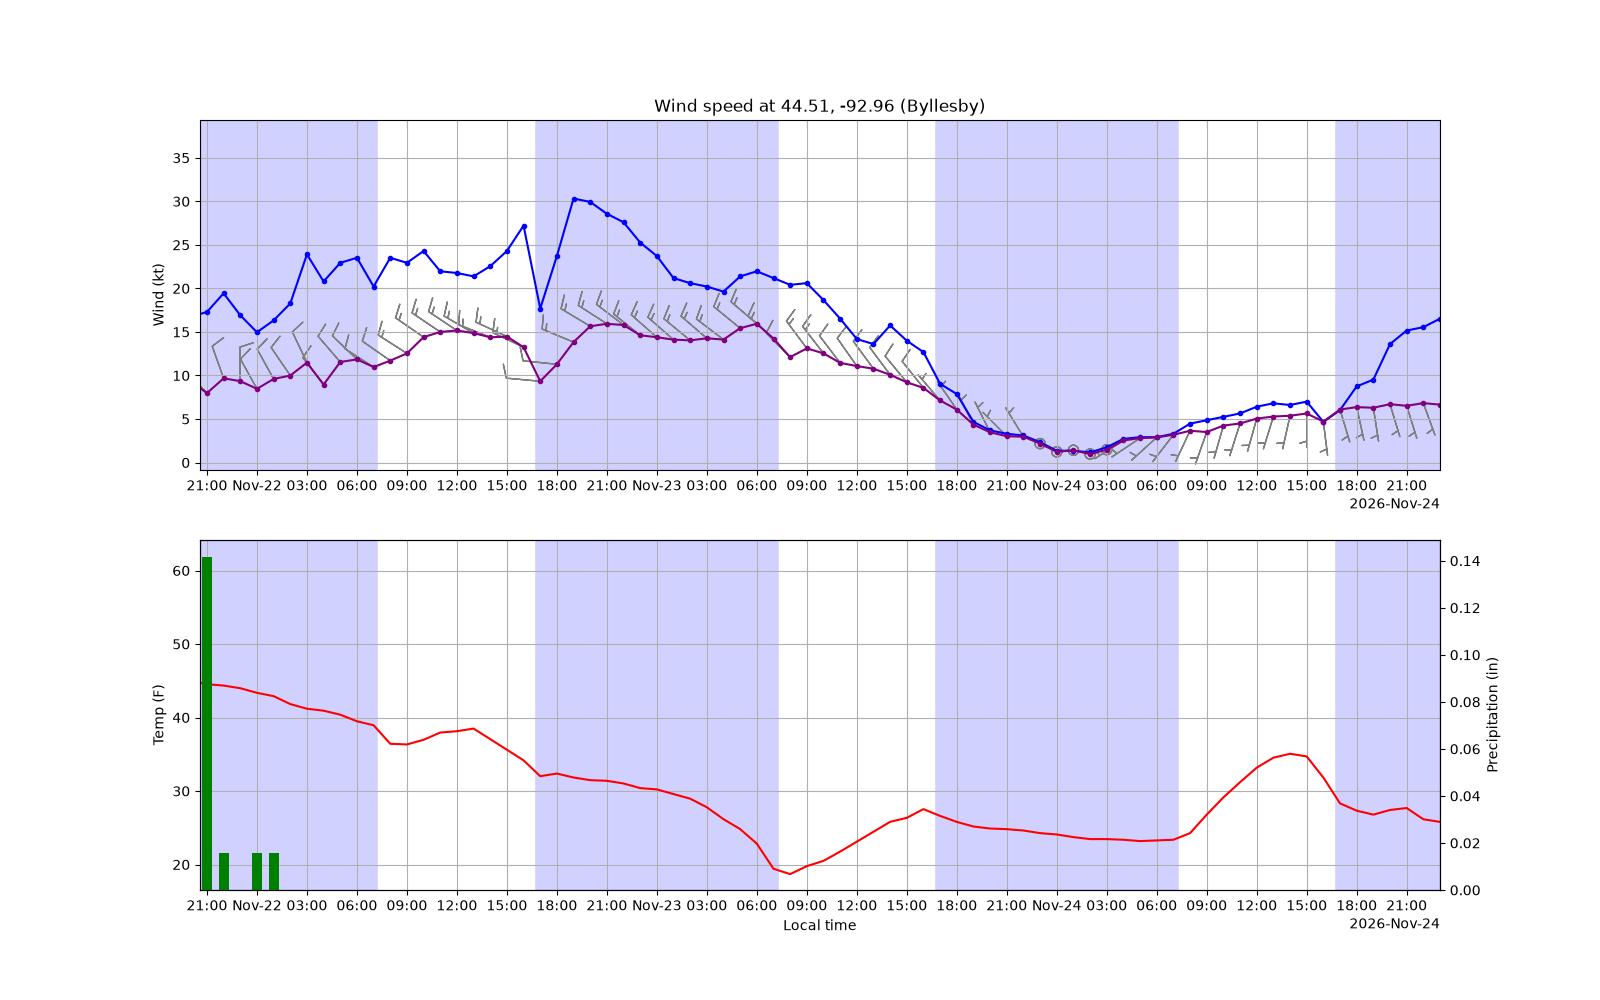 Wind speed at 44.51, -92.96 (Byllesby)
Wind (kt)
35
30
25
20
15
10
5
0
21:00 Nov-22 03:00 06:00 09:00 12:00 15:00 18:00 21:00 Nov-23 03:00 06:00 09:00 12:00 15:00 18:00 21:00 Nov-24 03:00 06:00 09:00 12:00 15:00 18:00 21:00
2026-Nov-24
Temp (F)
60
50
40
30
20
0.14
0.12
0.10
0.08
0.06
0.04
0.02
0.00
Precipitation (in)
21:00 Nov-22 03:00 06:00 09:00 12:00 15:00 18:00 21:00 Nov-23 03:00 06:00 09:00 12:00 15:00 18:00 21:00 Nov-24 03:00 06:00 09:00 12:00 15:00 18:00 21:00
Local time
2026-Nov-24